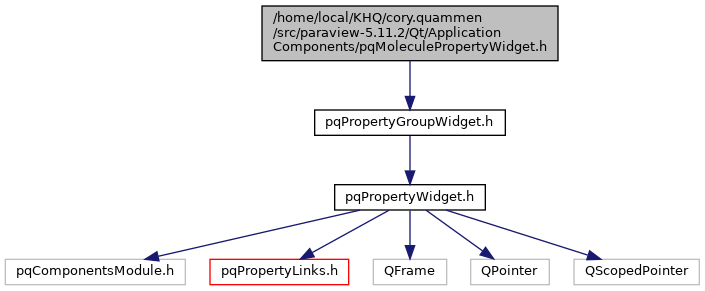 /home/local/KHQ/cory.quammen
/src/paraview-5.11.2/Qt/Application
Components/pqMoleculePropertyWidget.h
pqPropertyGroupWidget.h
pqPropertyWidget.h
pqComponentsModule.h
pqPropertyLinks.h
QFrame
QPointer
QScopedPointer